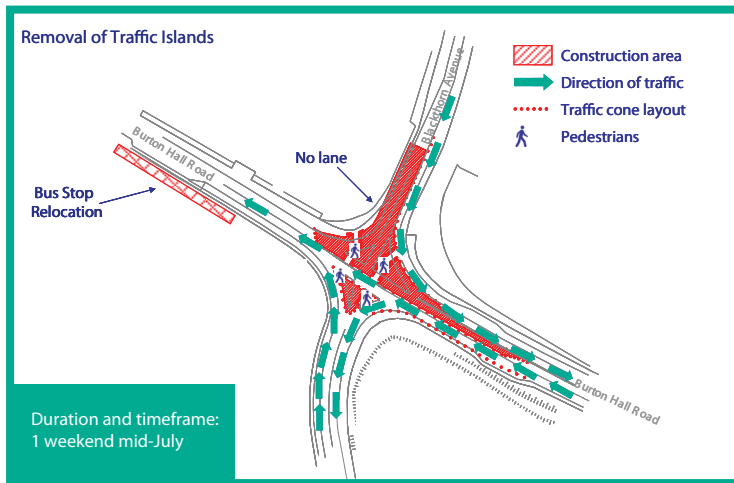 Removal of Traffic Islands
Construction area
Direction of traffic
Traffic cone layout
Pedestrians
Blackthorn Avenue
Burton Hall Road
No lane
Bus Stop
Relocation
Burton Hall Road
Duration and timeframe:
1 weekend mid-July